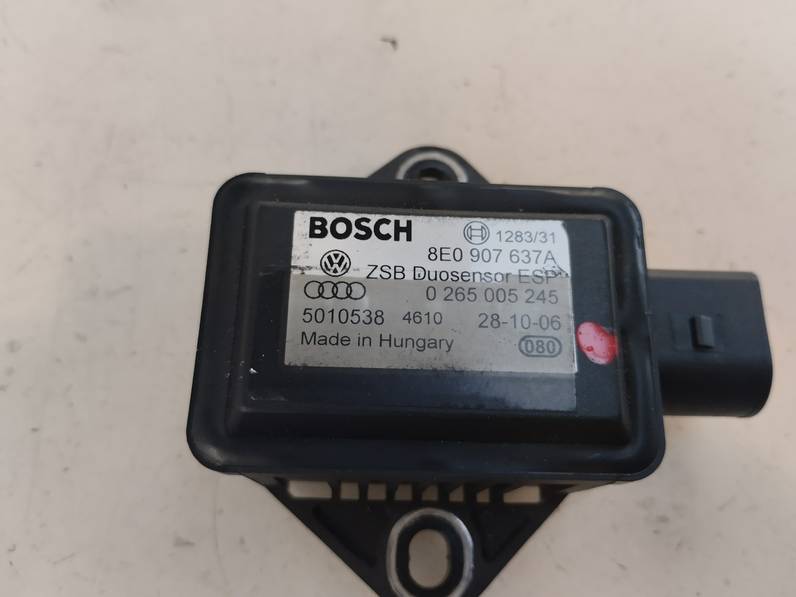 BOSCH 1283/31
8E0 907 637A
ZSB Duosensor ESP
0 265 005 245
5010538 4610 28-10-06
Made in Hungary 080